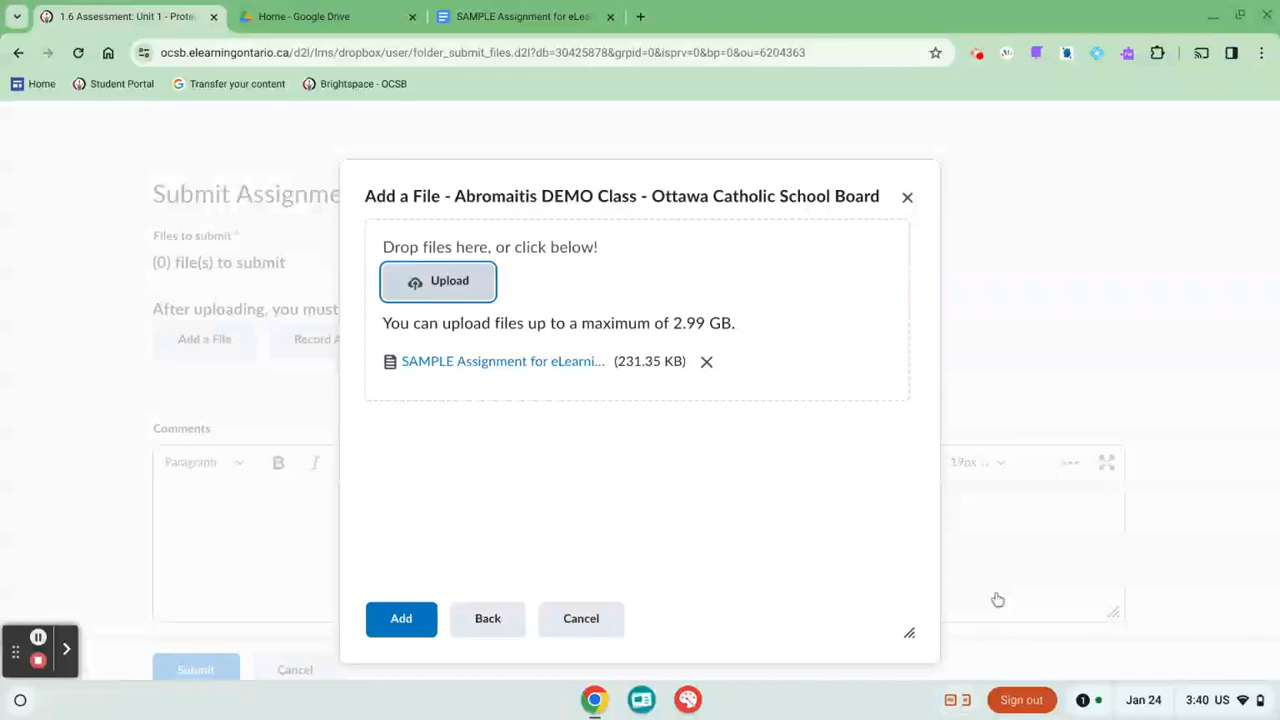 1.6 Assessment: Unit 1 - Prote
Home - Google Drive
SAMPLE Assignment for eLea
ocsb.elearningontario.ca/d2l/lms/dropbox/user/folder_submit_files.d2l?db=30425878&grpid=0&isprv=0&bp=0&ou=6204363
Home
Student Portal
Transfer your content
Brightspace - OCSB
Submit Assignme
Files to submit *
(0) file(s) to submit
After uploading, you must
Add a File
Record A
Comments
Paragraph
B
I
19px ...
Submit
Cancel
Add a File - Abromaitis DEMO Class - Ottawa Catholic School Board
Drop files here, or click below!
Upload
You can upload files up to a maximum of 2.99 GB.
SAMPLE Assignment for eLearni... (231.35 KB)
Add
Back
Cancel
Sign out
1
Jan 24
3:40 US